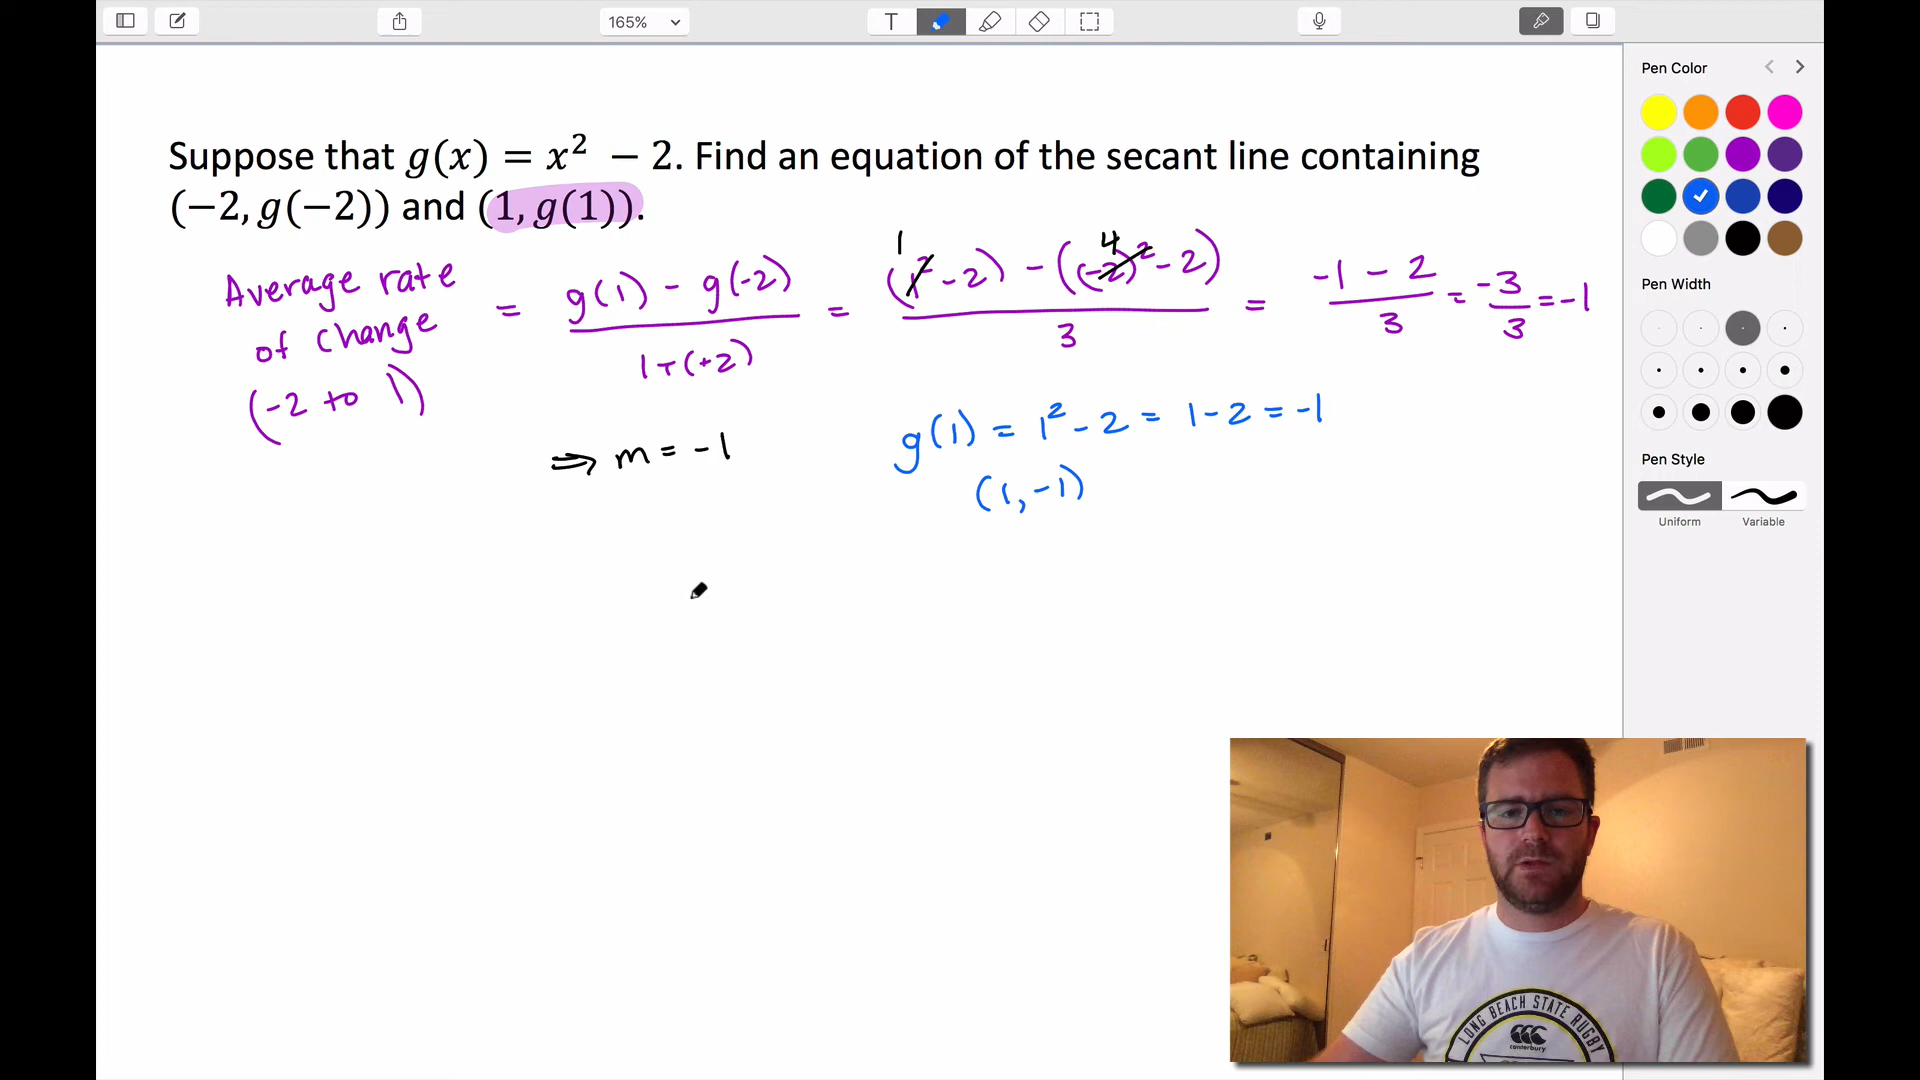 165%
T
Pen Color
Suppose that g(x) = x² − 2. Find an equation of the secant line containing
(−2, g(−2)) and (1, g(1)).
Average rate of change (-2 to 1) = g(1) - g(-2) / 1+(+2) = (1² -2) - ((-2)² -2) / 3 = -1 - 2 / 3 = -3 / 3 = -1
1 4
Pen Width
g(1) = 1² - 2 = 1 - 2 = -1
⇒ m = -1
(1, -1)
Pen Style
Uniform Variable
LONG BEACH STATE RUGBY
canterbury